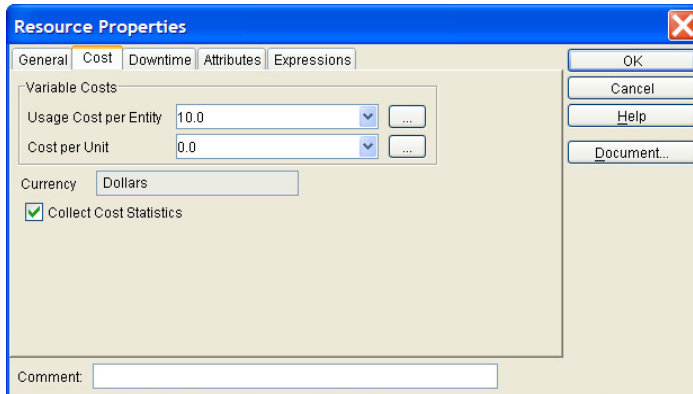 Resource Properties
General Cost Downtime Attributes Expressions
OK
Variable Costs
Cancel
Usage Cost per Entity 10.0 ...
Help
Cost per Unit 0.0 ...
Document...
Currency Dollars
Collect Cost Statistics
Comment: